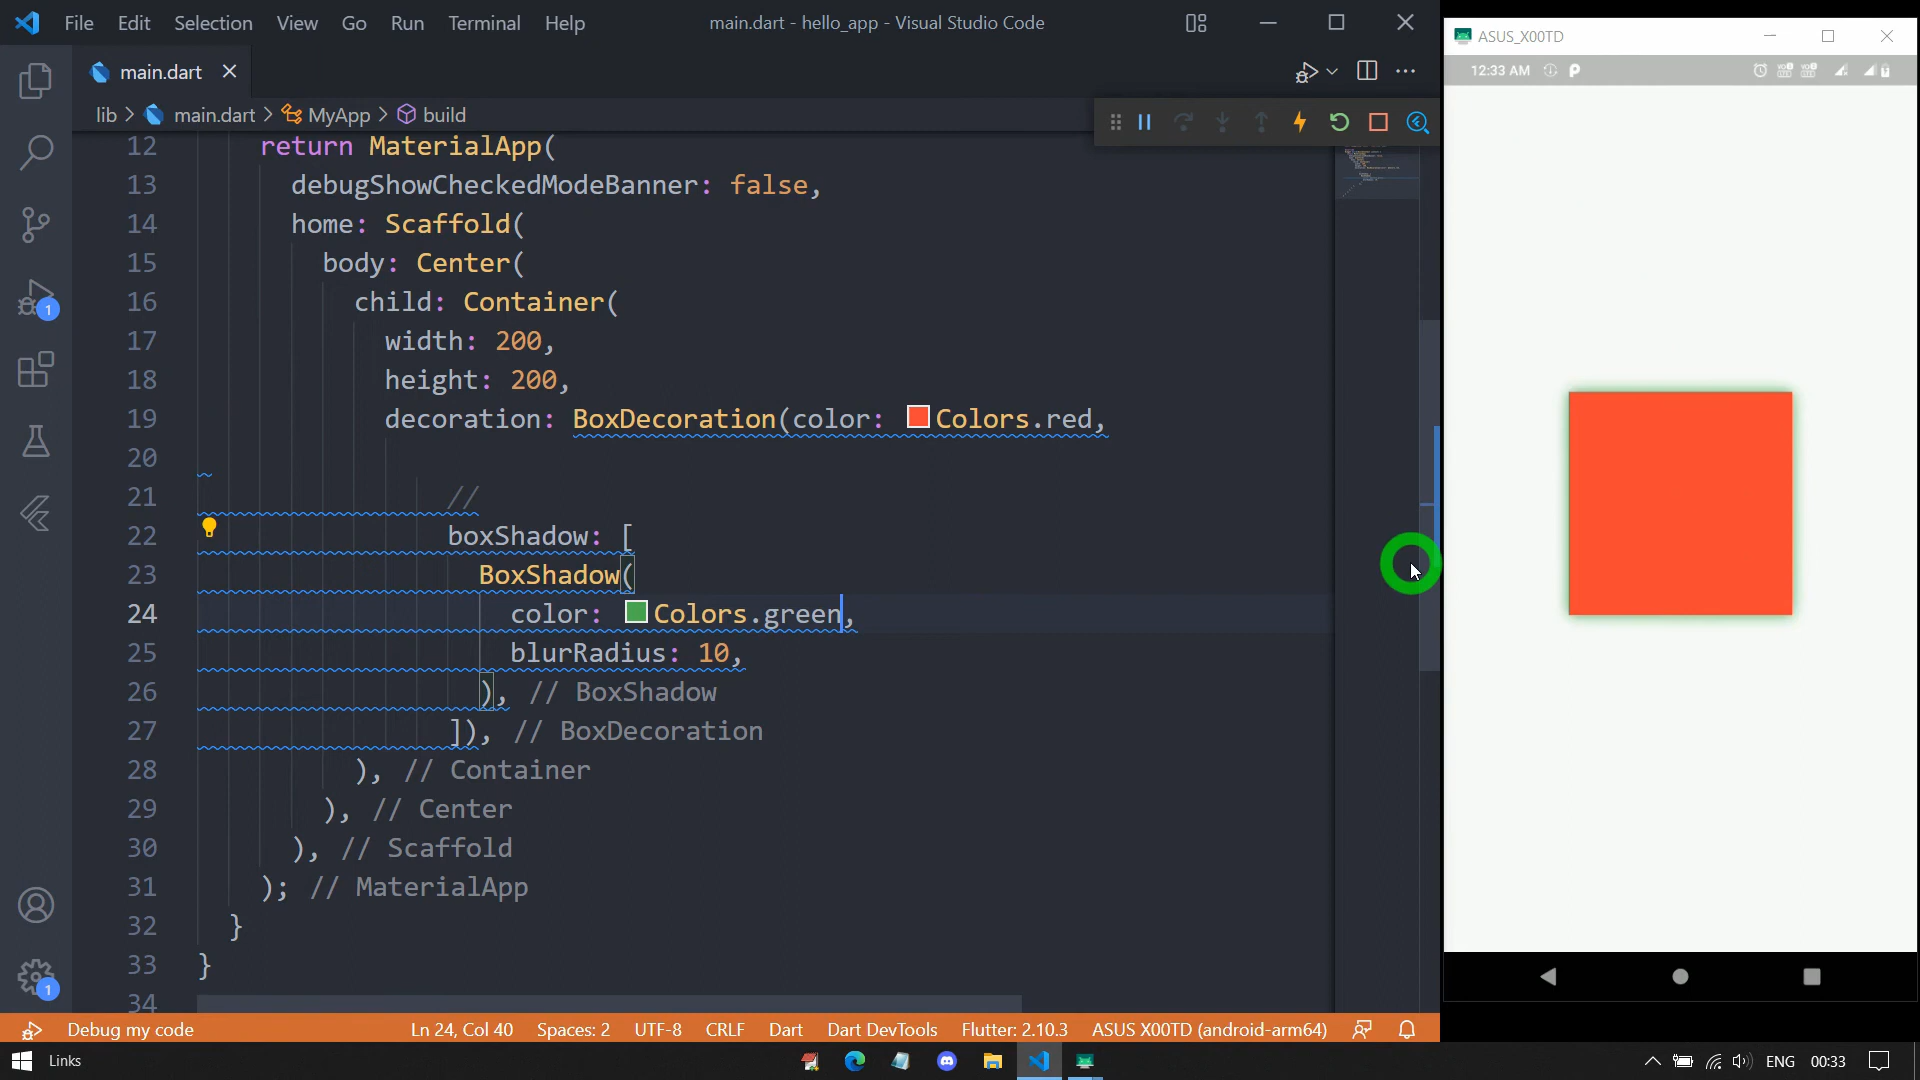 File Edit Selection View Go Run Terminal Help
main.dart - hello_app - Visual Studio Code
ASUS_X00TD
main.dart
12:33 AM
lib > main.dart > MyApp > build
12 return MaterialApp(
13 debugShowCheckedModeBanner: false,
14 home: Scaffold(
15 body: Center(
16 child: Container(
17 width: 200,
18 height: 200,
19 decoration: BoxDecoration(color: Colors.red,
20
21 //
22 boxShadow: [
23 BoxShadow(
24 color: Colors.green,
25 blurRadius: 10,
26 ), // BoxShadow
27 ]), // BoxDecoration
28 ), // Container
29 ), // Center
30 ), // Scaffold
31 ); // MaterialApp
32 }
33 }
34
1
1
Debug my code
Ln 24, Col 40 Spaces: 2 UTF-8 CRLF Dart Dart DevTools Flutter: 2.10.3 ASUS X00TD (android-arm64)
Links
ENG 00:33